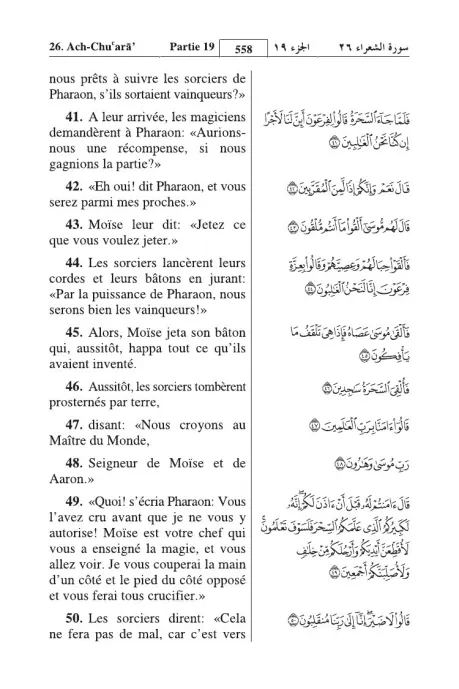 26. Ach-Chuʿarā’ Partie 19 558 الجزء ١٩ سورة الشعراء ٢٦
nous prêts à suivre les sorciers de
Pharaon, s’ils sortaient vainqueurs?»
41. A leur arrivée, les magiciens
demandèrent à Pharaon: «Aurions-
nous une récompense, si nous
gagnions la partie?»
42. «Eh oui! dit Pharaon, et vous
serez parmi mes proches.»
43. Moïse leur dit: «Jetez ce
que vous voulez jeter.»
44. Les sorciers lancèrent leurs
cordes et leurs bâtons en jurant:
«Par la puissance de Pharaon, nous
serons bien les vainqueurs!»
45. Alors, Moïse jeta son bâton
qui, aussitôt, happa tout ce qu’ils
avaient inventé.
46. Aussitôt, les sorciers tombèrent
prosternés par terre,
47. disant: «Nous croyons au
Maître du Monde,
48. Seigneur de Moïse et de
Aaron.»
49. «Quoi! s’écria Pharaon: Vous
l’avez cru avant que je ne vous y
autorise! Moïse est votre chef qui
vous a enseigné la magie, et vous
allez voir. Je vous couperai la main
d’un côté et le pied du côté opposé
et vous ferai tous crucifier.»
50. Les sorciers dirent: «Cela
ne fera pas de mal, car c’est vers
فَلَمَّا جَآءَ ٱلسَّحَرَةُ قَالُوا۟ لِفِرْعَوْنَ أَئِنَّ لَنَا لَأَجْرًا
إِن كُنَّا نَحْنُ ٱلْغَـٰلِبِينَ ٤١
قَالَ نَعَمْ وَإِنَّكُمْ إِذًا لَّمِنَ ٱلْمُقَرَّبِينَ ٤٢
قَالَ لَهُم مُّوسَىٰٓ أَلْقُوا۟ مَآ أَنتُم مُّلْقُونَ ٤٣
فَأَلْقَوْا۟ حِبَالَهُمْ وَعِصِيَّهُمْ وَقَالُوا۟ بِعِزَّةِ
فِرْعَوْنَ إِنَّا لَنَحْنُ ٱلْغَـٰلِبُونَ ٤٤
فَأَلْقَىٰ مُوسَىٰ عَصَاهُ فَإِذَا هِىَ تَلْقَفُ مَا
يَأْفِكُونَ ٤٥
فَأُلْقِىَ ٱلسَّحَرَةُ سَـٰجِدِينَ ٤٦
قَالُوٓا۟ ءَامَنَّا بِرَبِّ ٱلْعَـٰلَمِينَ ٤٧
رَبِّ مُوسَىٰ وَهَـٰرُونَ ٤٨
قَالَ ءَامَنتُمْ لَهُۥ قَبْلَ أَنْ ءَاذَنَ لَكُمْ إِنَّهُۥ
لَكَبِيرُكُمُ ٱلَّذِى عَلَّمَكُمُ ٱلسِّحْرَ فَلَسَوْفَ تَعْلَمُونَ
لَأُقَطِّعَنَّ أَيْدِيَكُمْ وَأَرْجُلَكُم مِّنْ خِلَـٰفٍ
وَلَأُصَلِّبَنَّكُمْ أَجْمَعِينَ ٤٩
قَالُوا۟ لَا ضَيْرَ إِنَّآ إِلَىٰ رَبِّنَا مُنقَلِبُونَ ٥٠